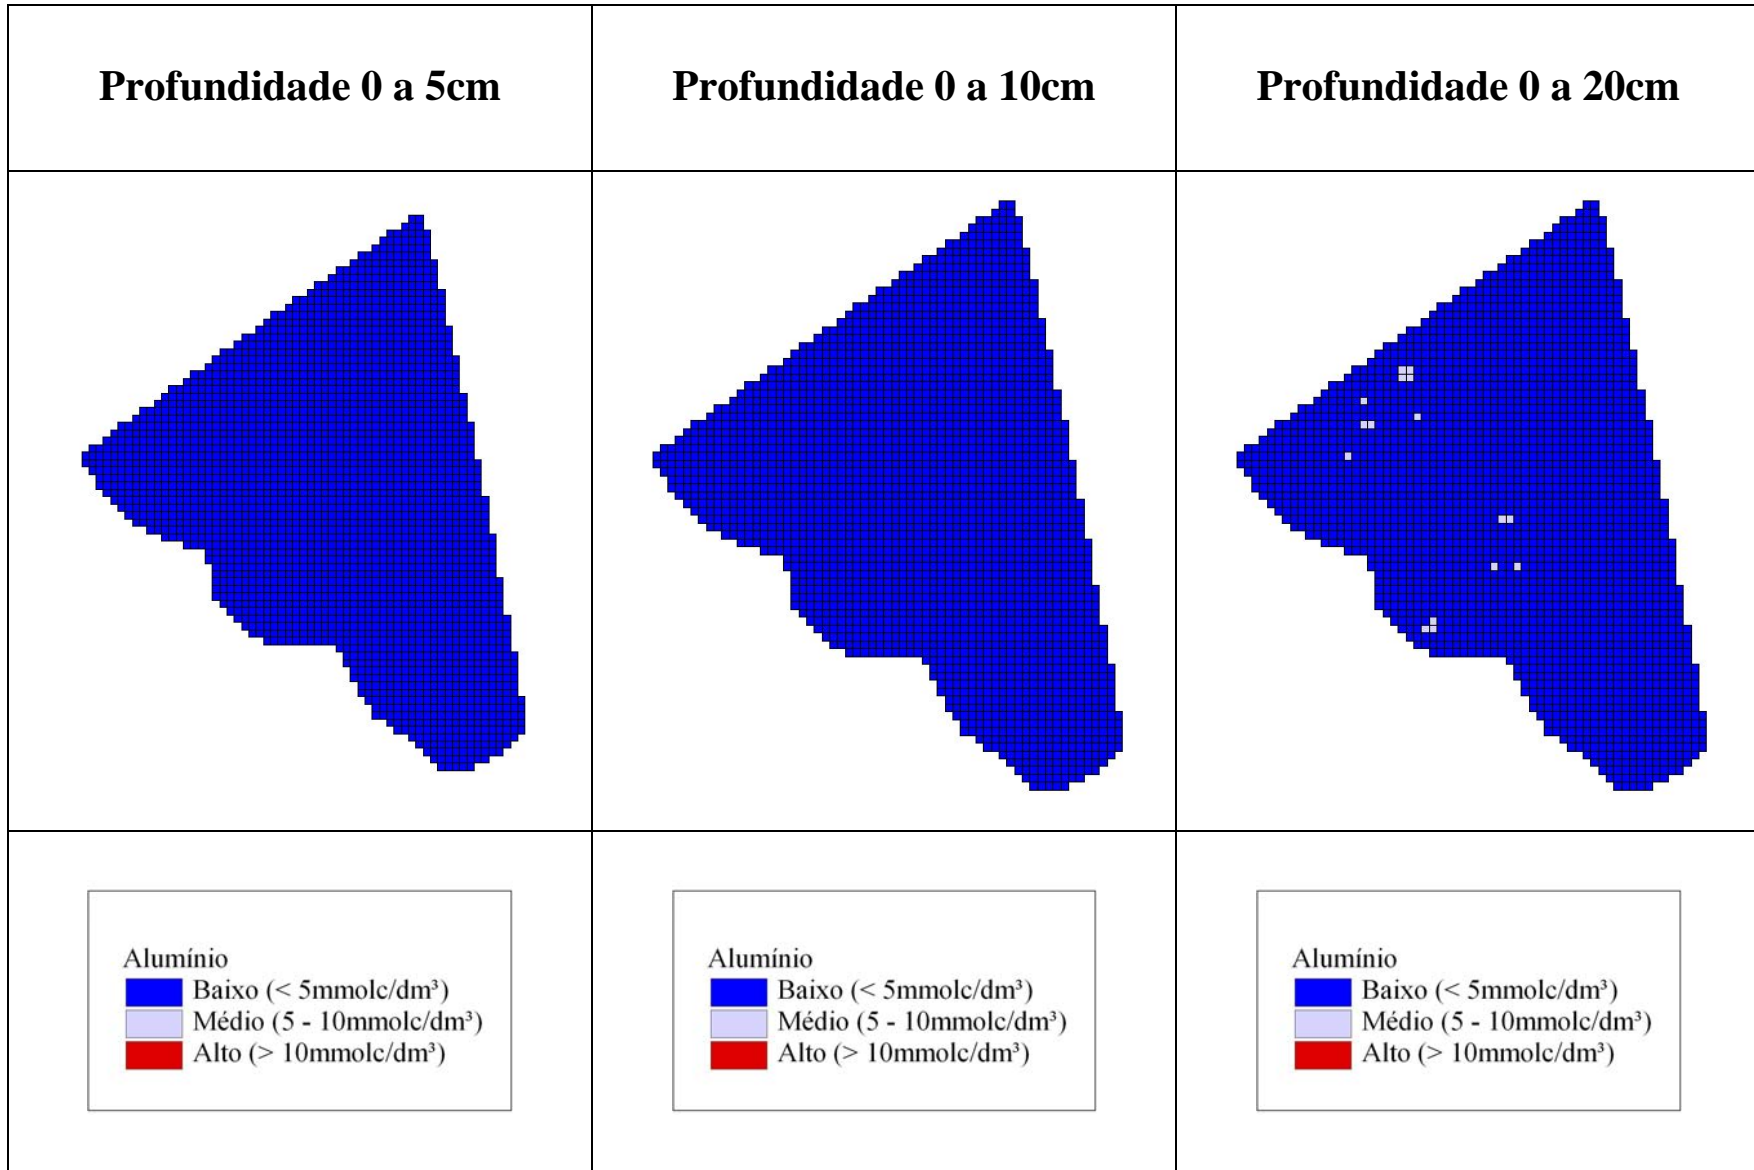 Profundidade 0 a 5cm
Profundidade 0 a 10cm
Profundidade 0 a 20cm
Alumínio
Baixo (< 5mmolc/dm³)
Médio (5 - 10mmolc/dm³)
Alto (> 10mmolc/dm³)
Alumínio
Baixo (< 5mmolc/dm³)
Médio (5 - 10mmolc/dm³)
Alto (> 10mmolc/dm³)
Alumínio
Baixo (< 5mmolc/dm³)
Médio (5 - 10mmolc/dm³)
Alto (> 10mmolc/dm³)